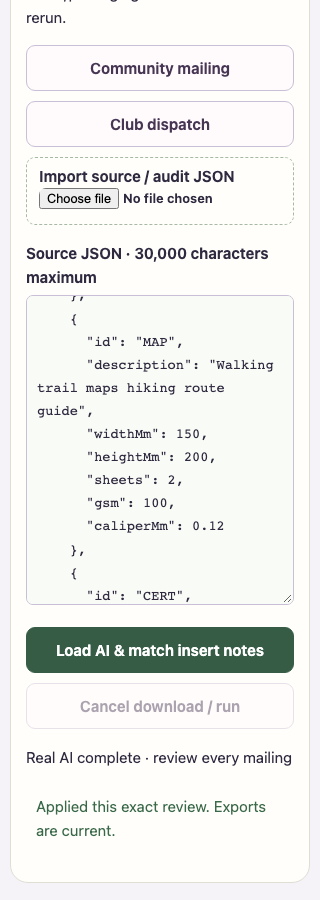 rerun.
Community mailing
Club dispatch
Import source / audit JSON
Choose file No file chosen
Source JSON · 30,000 characters
maximum
},
{
"id": "MAP",
"description": "Walking
trail maps hiking route
guide",
"widthMm": 150,
"heightMm": 200,
"sheets": 2,
"gsm": 100,
"caliperMm": 0.12
},
{
"id": "CERT",
Load AI & match insert notes
Cancel download / run
Real AI complete · review every mailing
Applied this exact review. Exports
are current.